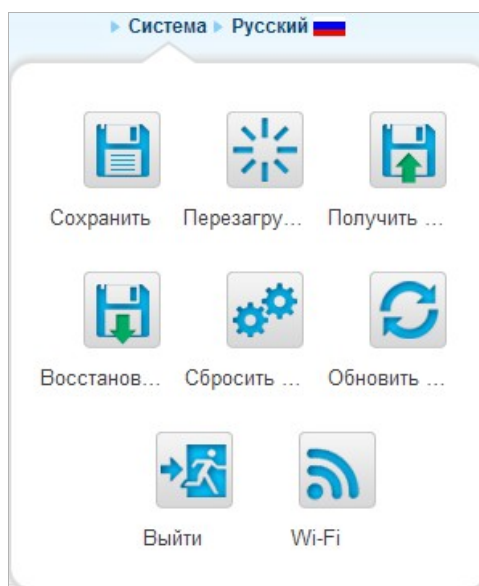 Система Русский
Сохранить Перезагру... Получить ...
Восстанов... Сбросить ... Обновить ...
Выйти Wi-Fi